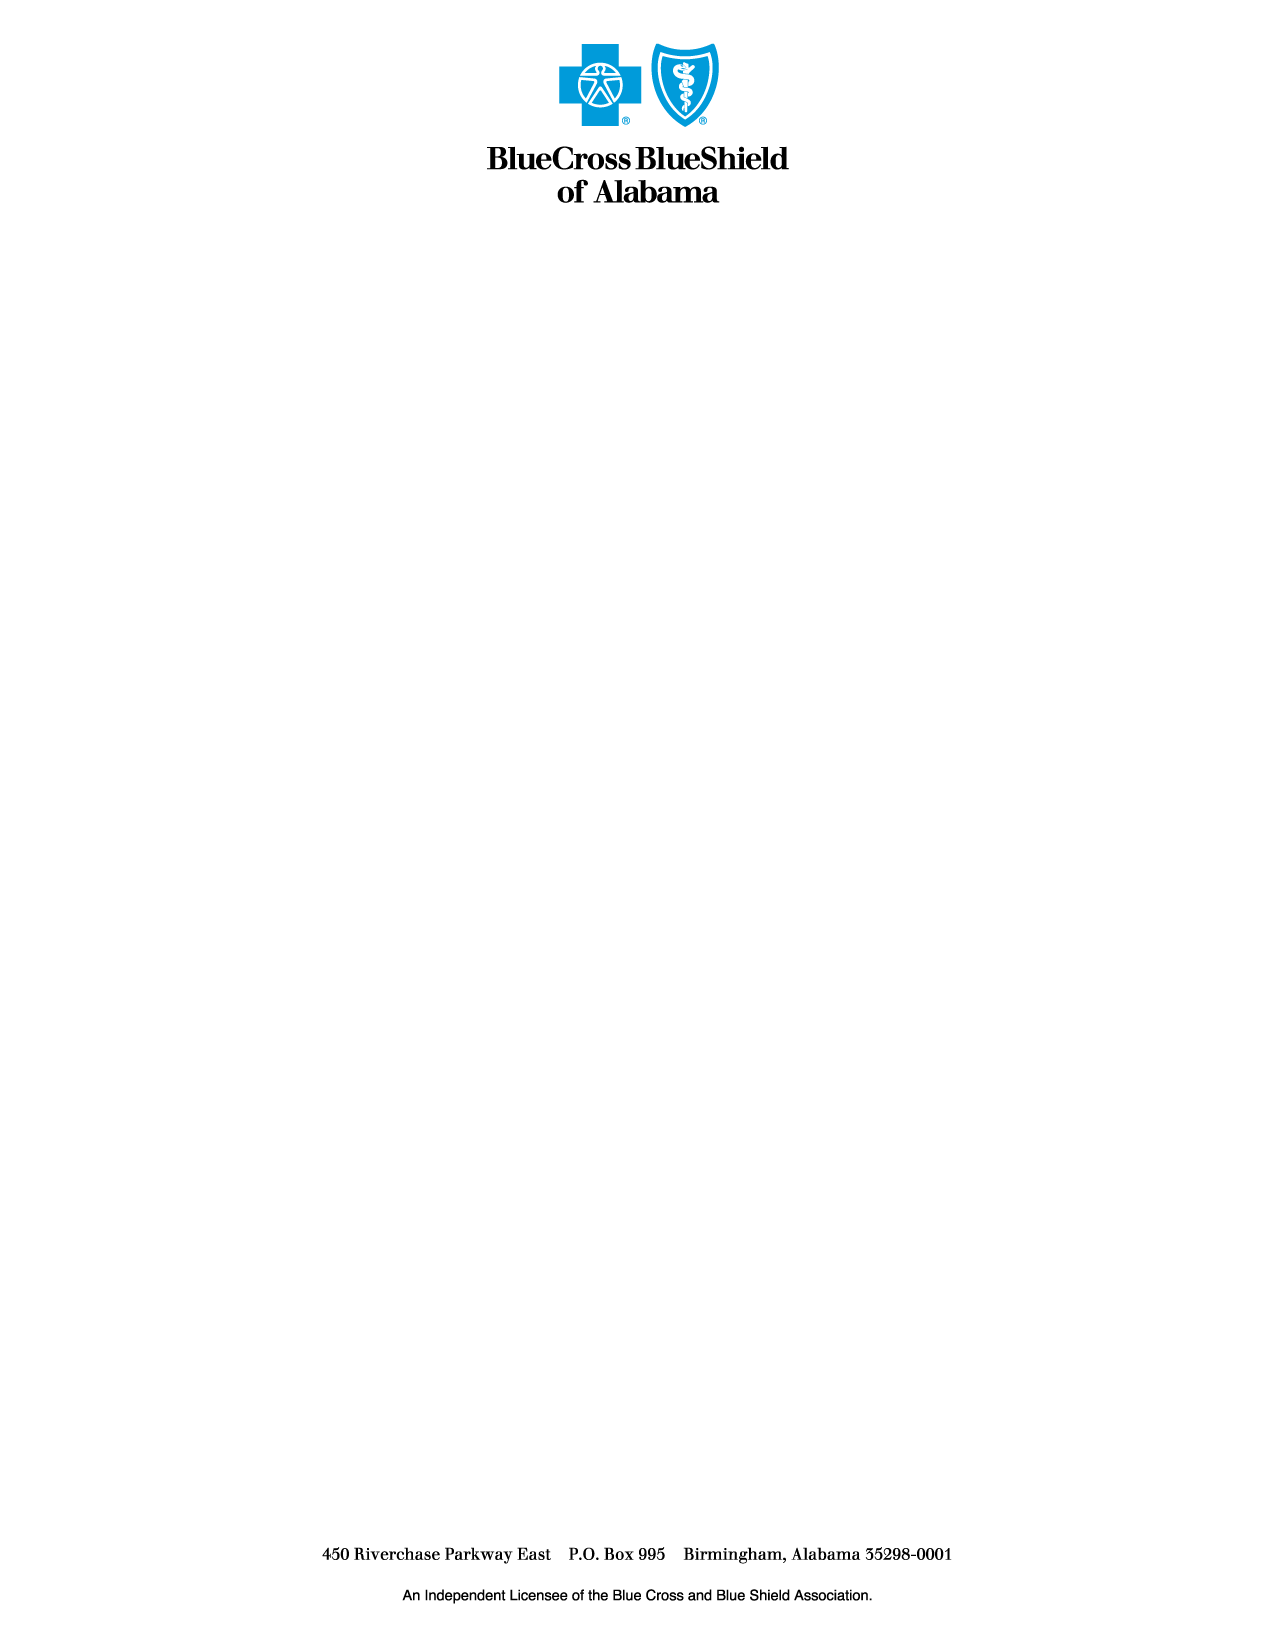 BlueCross BlueShield
of Alabama
450 Riverchase Parkway East P.O. Box 995 Birmingham, Alabama 35298-0001
An Independent Licensee of the Blue Cross and Blue Shield Association.